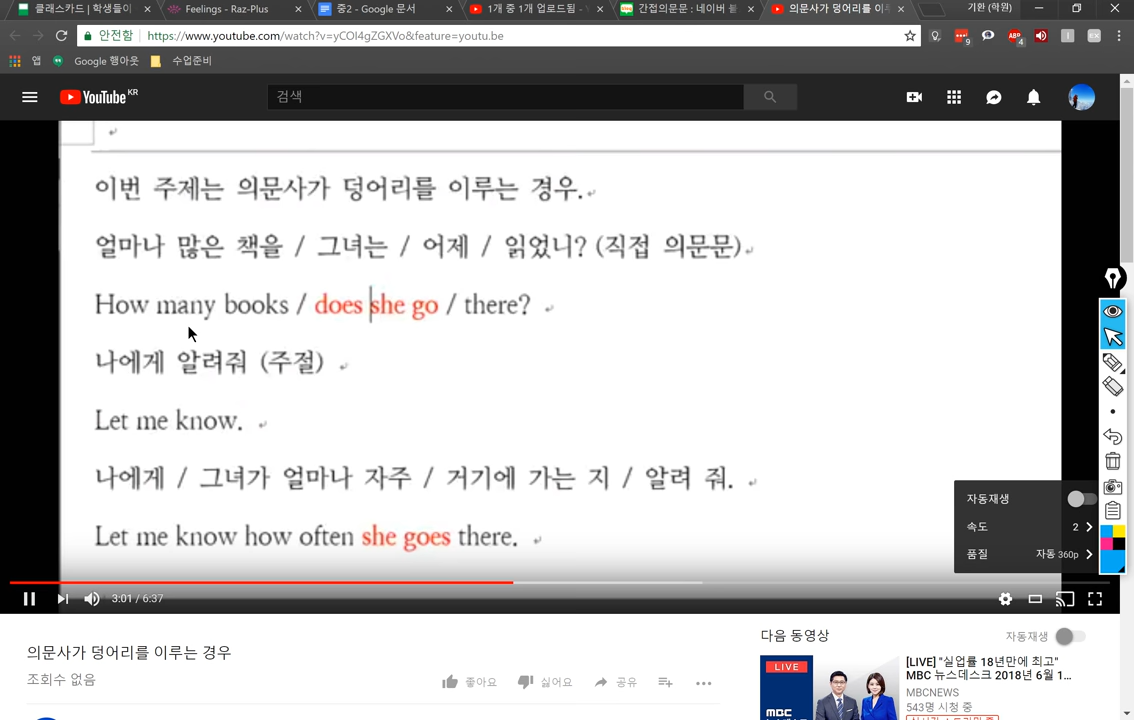 클래스카드 | 학생들이
Feelings - Raz-Plus
중2 - Google 문서
1개 중 1개 업로드됨 -
간접의문문 : 네이버 블
의문사가 덩어리를 이루
기환 (학원)
안전함
https://www.youtube.com/watch?v=yCOI4gZGXVo&feature=youtu.be
9
ABP
4
앱
Google 행아웃
수업준비
YouTube KR
검색
이번 주제는 의문사가 덩어리를 이루는 경우.
얼마나 많은 책을 / 그녀는 / 어제 / 읽었니? (직접 의문문)
How many books / does she go / there?
나에게 알려줘 (주절)
Let me know.
나에게 / 그녀가 얼마나 자주 / 거기에 가는 지 / 알려 줘.
Let me know how often she goes there.
자동재생
속도 2
품질 자동 360p
3:01 / 6:37
의문사가 덩어리를 이루는 경우
조회수 없음
좋아요
싫어요
공유
다음 동영상
자동재생
LIVE
mbc
[LIVE] "실업률 18년만에 최고"
MBC 뉴스데스크 2018년 6월 1...
MBCNEWS
543명 시청 중